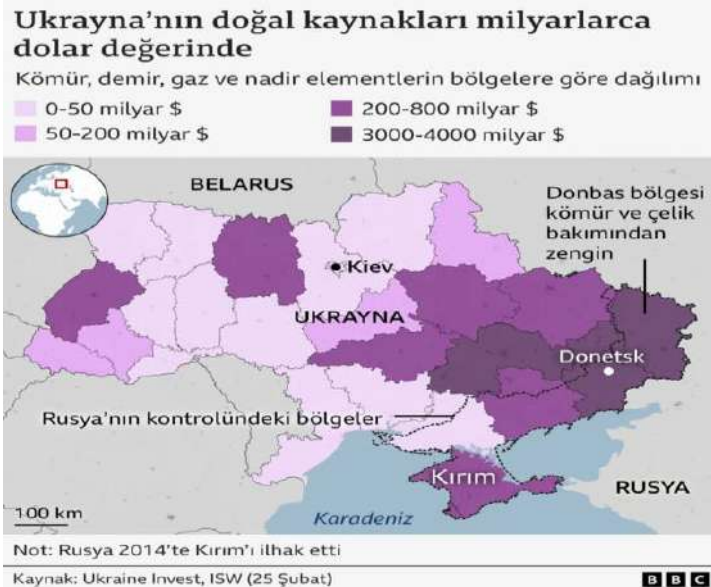 Ukrayna'nın doğal kaynakları milyarlarca
dolar değerinde
Kömür, demir, gaz ve nadir elementlerin bölgelere göre dağılımı
0-50 milyar $
200-800 milyar $
50-200 milyar $
3000-4000 milyar $
BELARUS
Donbas bölgesi
kömür ve çelik
bakımından
zengin
Kiev
UKRAYNA
Donetsk
Rusya'nın kontrolündeki bölgeler
Kırım
RUSYA
100 km
Karadeniz
Not: Rusya 2014'te Kırım'ı ilhak etti
Kaynak: Ukraine Invest, ISW (25 Şubat)
BBC